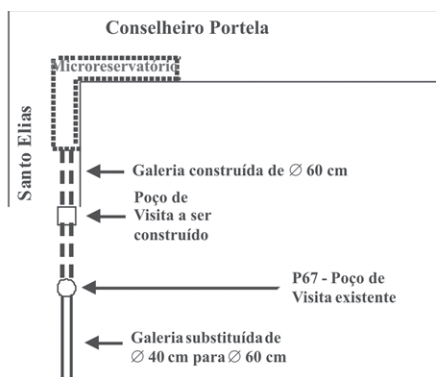 Conselheiro Portela
Microreservatório
Santo Elias
Galeria construída de ∅ 60 cm
Poço de
Visita a ser
construído
P67 - Poço de
Visita existente
Galeria substituída de
∅ 40 cm para ∅ 60 cm